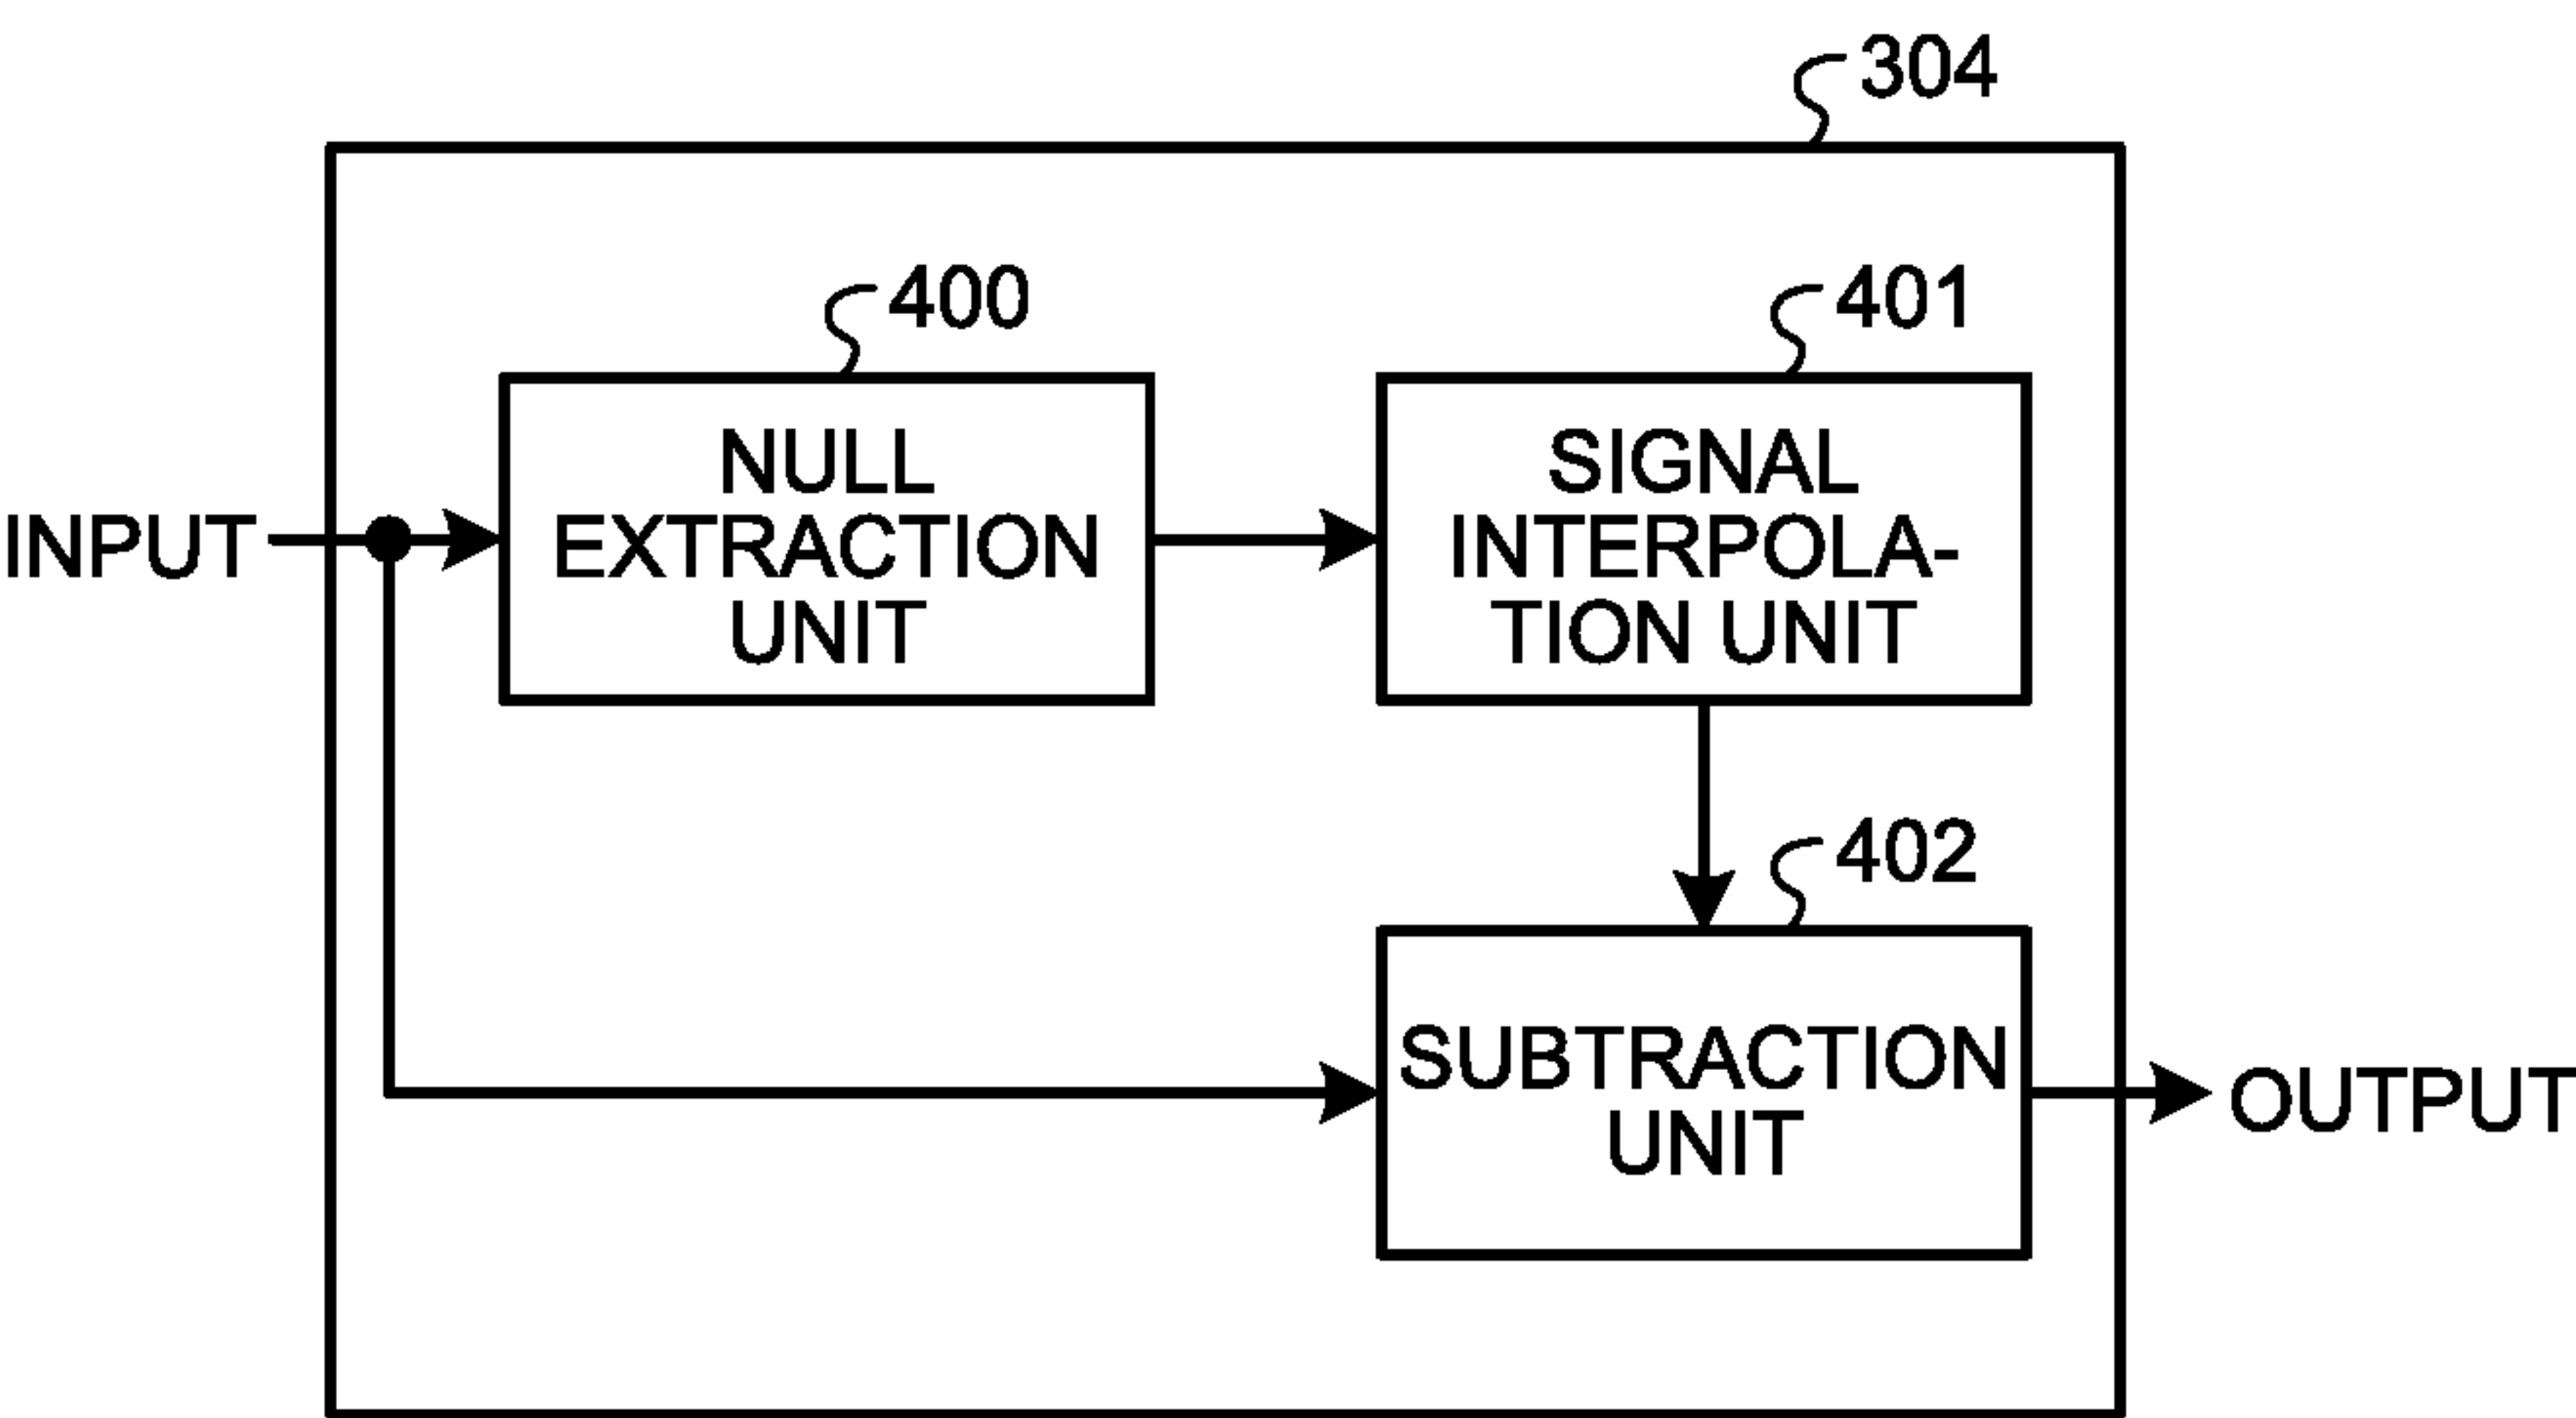 304
400
401
NULL
EXTRACTION
UNIT
SIGNAL
INTERPOLA-
TION UNIT
INPUT
402
SUBTRACTION
UNIT
OUTPUT